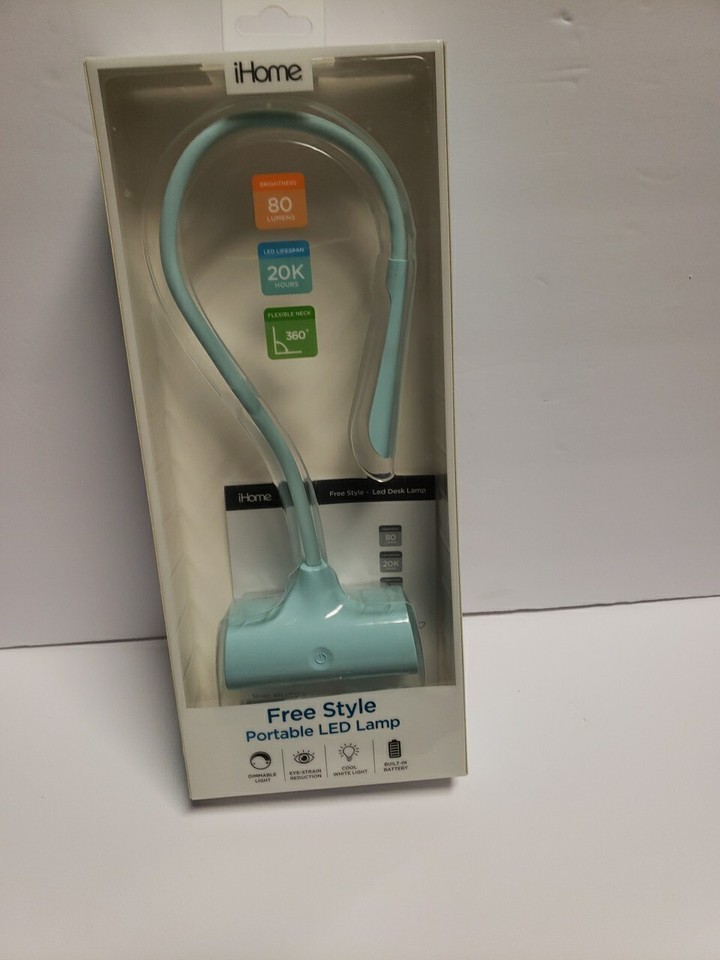 iHome
BRIGHTNESS
80
LUMENS
LED LIFESPAN
20K
HOURS
FLEXIBLE NECK
360°
iHome
Free Style - Led Desk Lamp
80
20K
Free Style
Portable LED Lamp
DIMMABLE
LIGHT
EYE-STRAIN
REDUCTION
COOL
WHITE LIGHT
BUILT-IN
BATTERY